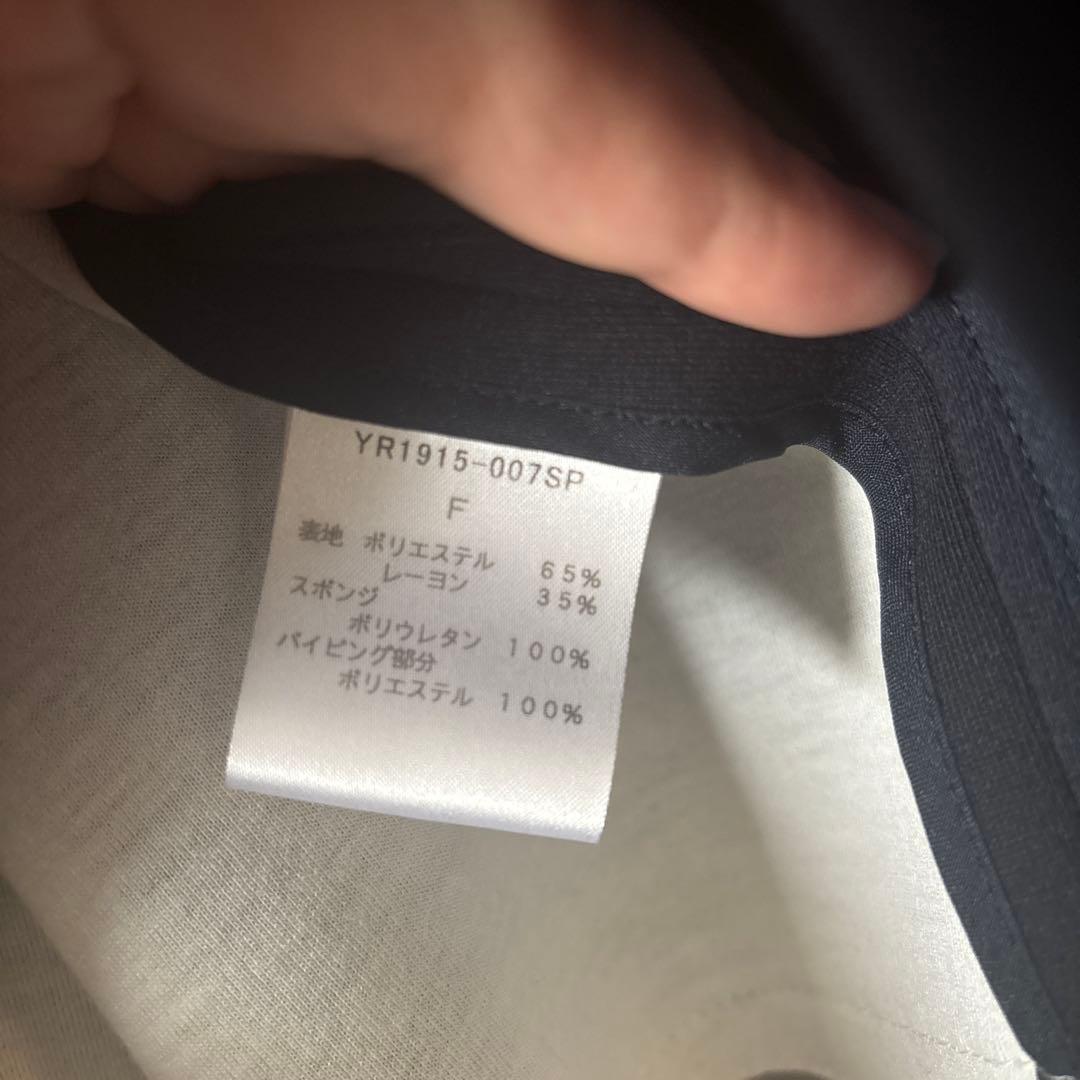 YR1915-007SP
F
表地 ポリエステル 65%
レーヨン 35%
スポンジ
ポリウレタン 100%
パイピング部分
ポリエステル 100%